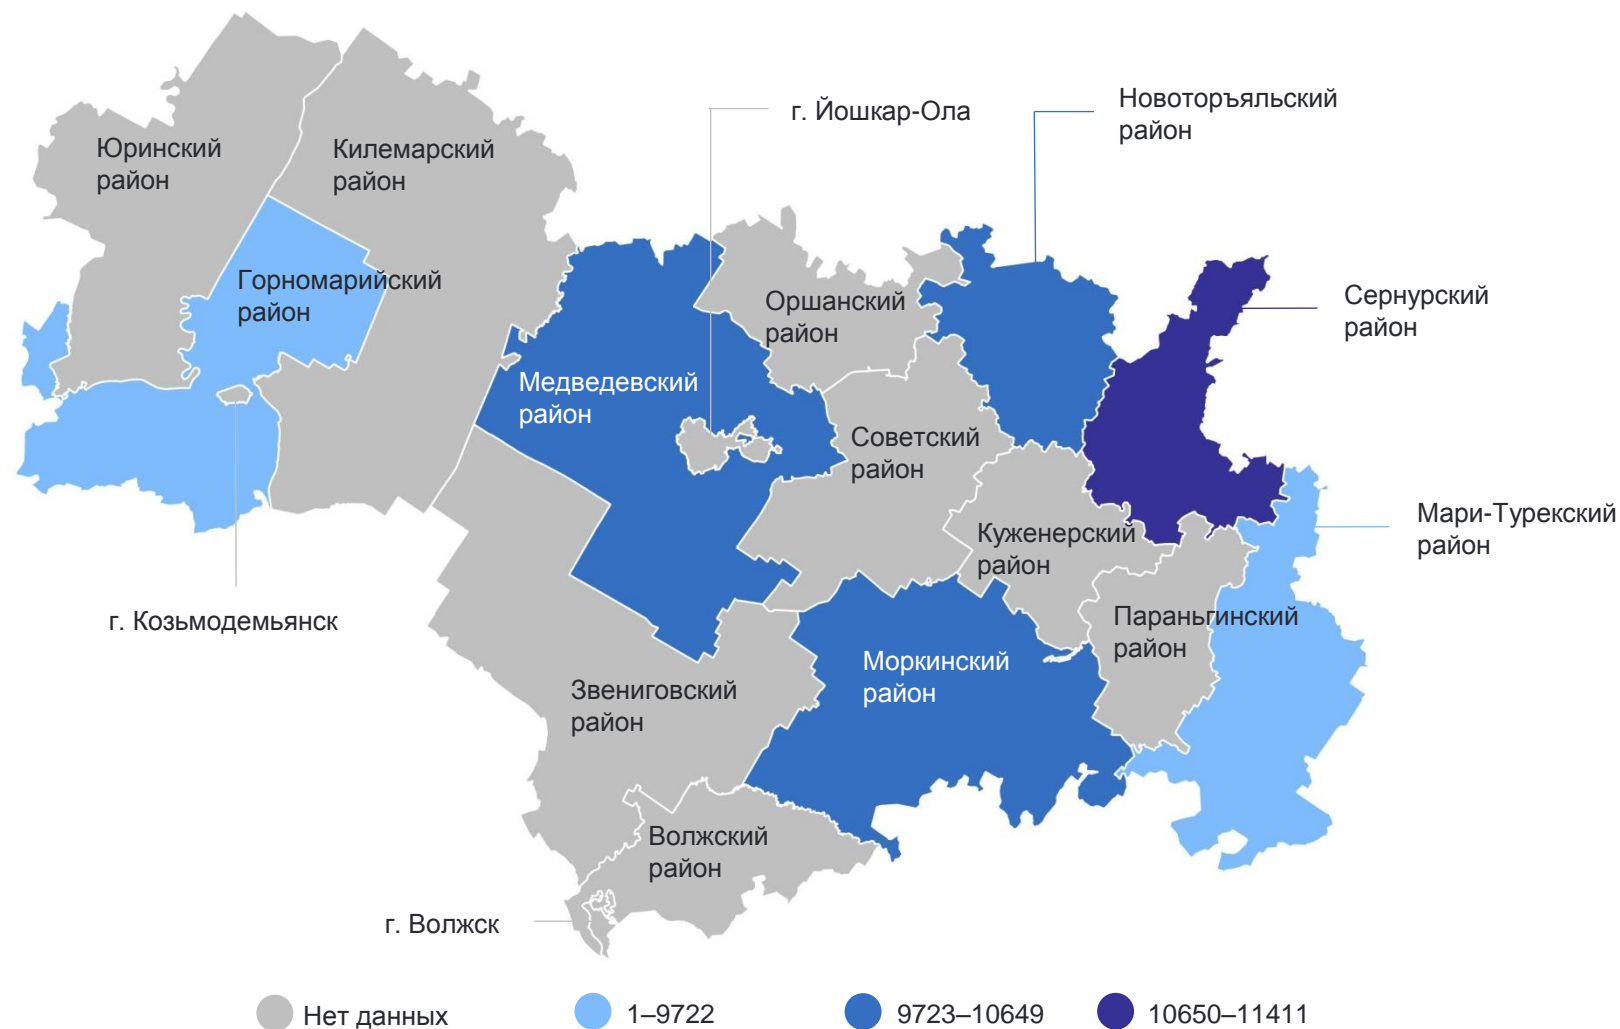 г. Йошкар-Ола
Новоторъяльский
район
Юринский
район
Килемарский
район
Горномарийский
район
Оршанский
район
Сернурский
район
Медведевский
район
Советский
район
Мари-Турекский
район
Куженерский
район
г. Козьмодемьянск
Параньгинский
район
Моркинский
район
Звениговский
район
Волжский
район
г. Волжск
Нет данных
1–9722
9723–10649
10650–11411